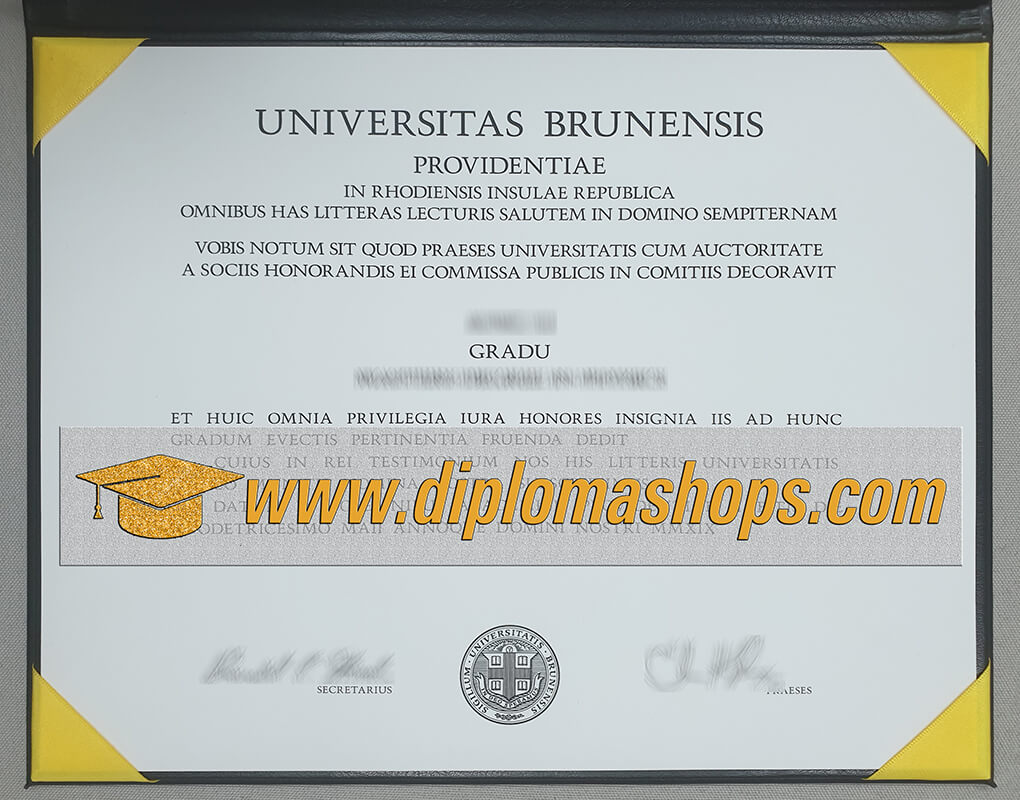 UNIVERSITAS BRUNENSIS
PROVIDENTIAE
IN RHODIENSIS INSULAE REPUBLICA
OMNIBUS HAS LITTERAS LECTURIS SALUTEM IN DOMINO SEMPITERNAM
VOBIS NOTUM SIT QUOD PRAESES UNIVERSITATIS CUM AUCTORITATE
A SOCIIS HONORANDIS EI COMMISSA PUBLICIS IN COMITIIS DECORAVIT
GRADU
ET HUIC OMNIA PRIVILEGIA IURA HONORES INSIGNIA IIS AD HUNC
GRADUM EVECTIS PERTINENTIA FRUENDA DEDIT
CUIUS IN REI TESTIMONIUM NOS HIS LITTERIS UNIVERSITATIS
www.diplomashops.com
MAII ANNOQUE DOMINI NOSTRI MMXIX
SIGILLUM · UNIVERSITATIS · BRUNENSIS
IN DEO SPERAMUS
SECRETARIUS